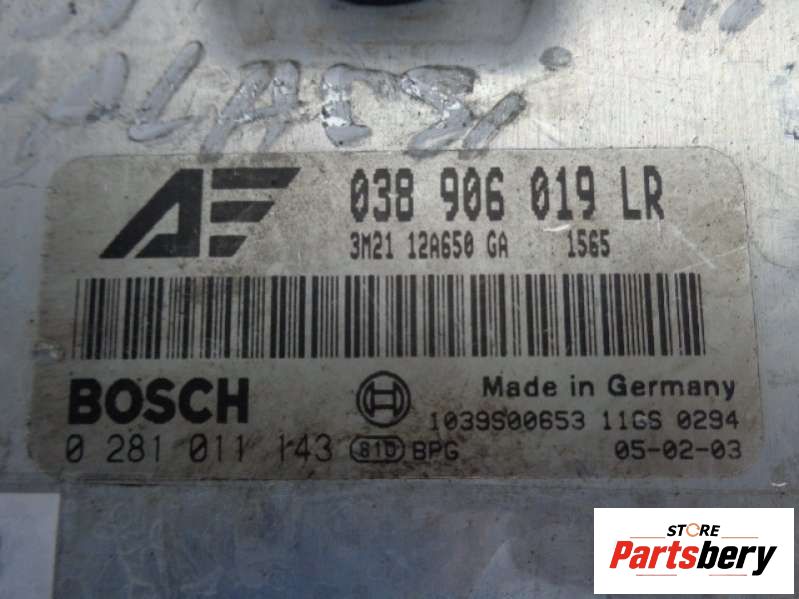 038 906 019 LR
3M21 12A650 GA 1565
BOSCH
Made in Germany
1039S00653 11GS 0294
0 281 011 143 81D BPG 05-02-03
STORE
Partsbery